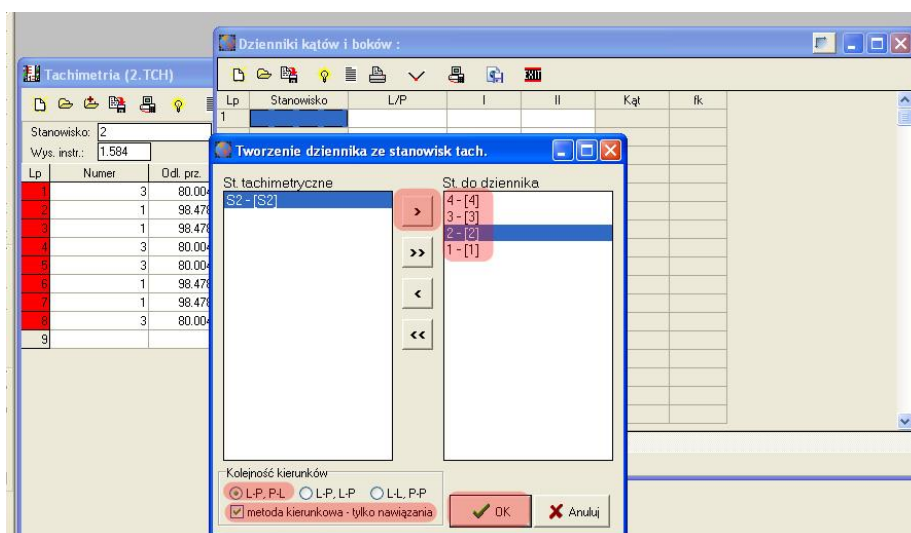 Dzienniki kątów i boków :
Tachimetria (2.TCH)
Lp Stanowisko L/P I II Kąt fk
1
Stanowisko: 2
Wys. instr.: 1.584
Lp Numer Odl. prz.
1 3 80.004
2 1 98.478
3 1 98.478
4 3 80.004
5 3 80.004
6 1 98.478
7 1 98.478
8 3 80.004
9
Tworzenie dziennika ze stanowisk tach.
St. tachimetryczne St. do dziennika
S2 - [S2]
4 - [4]
3 - [3]
2 - [2]
1 - [1]
>
>>
<
<<
Kolejność kierunków
L-P, P-L L-P, L-P L-L, P-P
metoda kierunkowa - tylko nawiązania
OK Anuluj